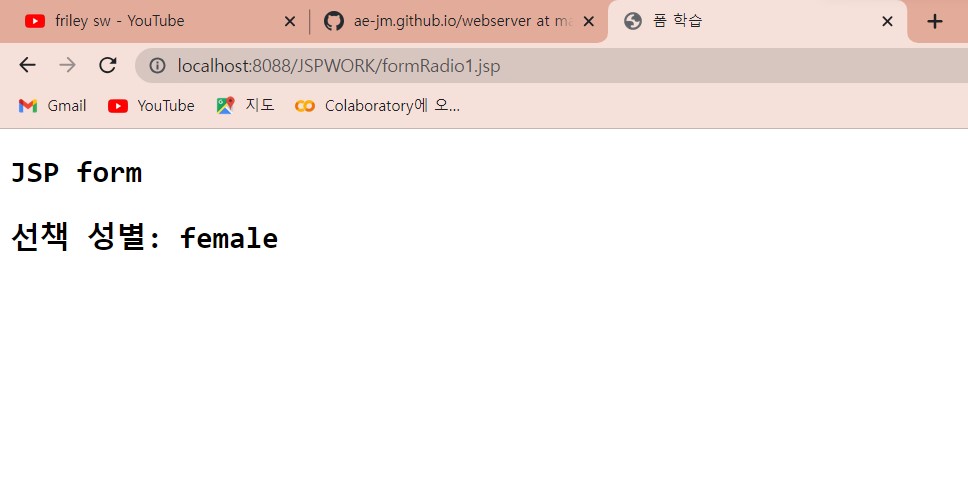 friley sw - YouTube
ae-jm.github.io/webserver at ma
폼 학습
localhost:8088/JSPWORK/formRadio1.jsp
Gmail YouTube 지도 Colaboratory에 오...
JSP form
선책 성별: female